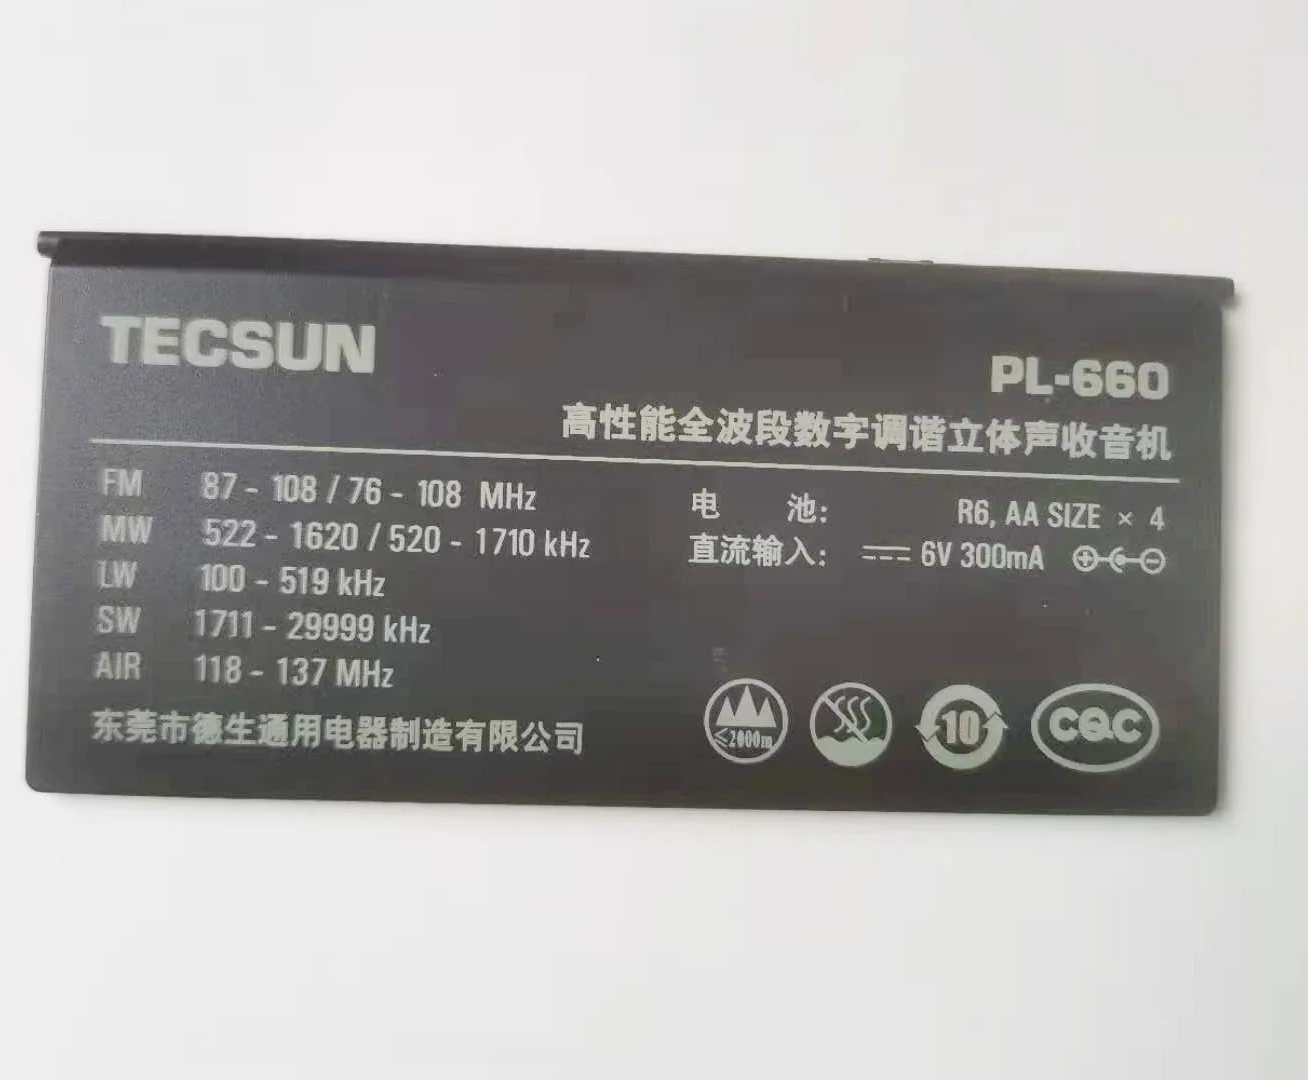 TECSUN
PL-660
高性能全波段数字调谐立体声收音机
FM 87 - 108 / 76 - 108 MHz
MW 522 - 1620 / 520 - 1710 kHz
LW 100 - 519 kHz
SW 1711 - 29999 kHz
AIR 118 - 137 MHz
东莞市德生通用电器制造有限公司
电 池: R6, AA SIZE × 4
直流输入: 6V 300mA
≤2000m
10
CQC